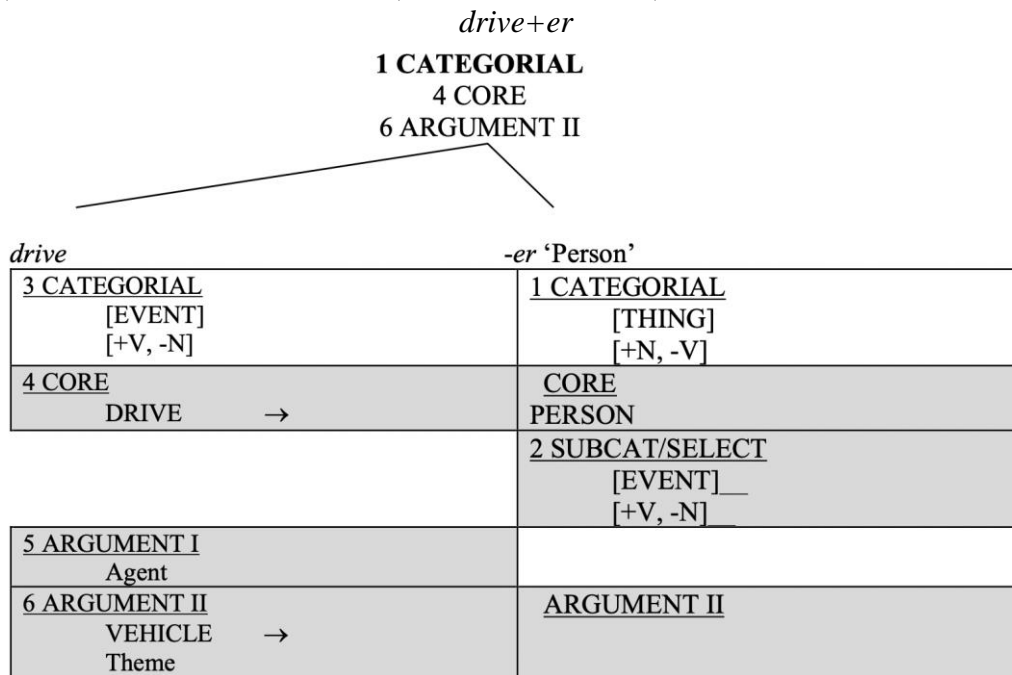 drive+er
1 CATEGORIAL
4 CORE
6 ARGUMENT II
drive
-er ‘Person’
3 CATEGORIAL
[EVENT]
[+V, -N]
1 CATEGORIAL
[THING]
[+N, -V]
4 CORE
DRIVE →
CORE
PERSON
2 SUBCAT/SELECT
[EVENT]__
[+V, -N]__
5 ARGUMENT I
Agent
6 ARGUMENT II
VEHICLE →
Theme
ARGUMENT II